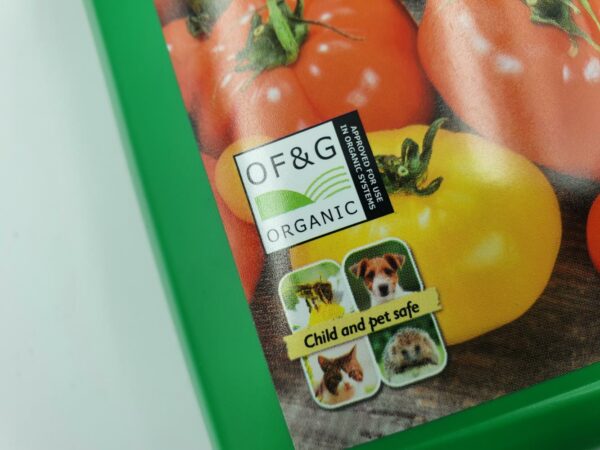 OF&G
ORGANIC
APPROVED FOR USE
IN ORGANIC SYSTEMS
Child and pet safe